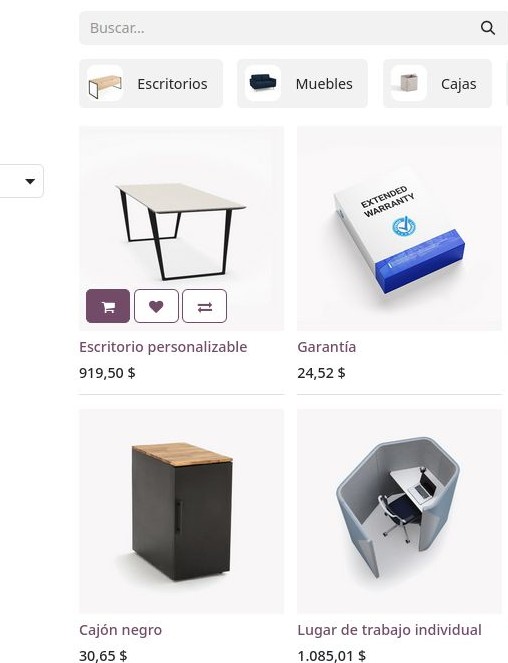 Buscar...
Escritorios
Muebles
Cajas
EXTENDED
WARRANTY
Escritorio personalizable
Garantía
919,50 $
24,52 $
Cajón negro
Lugar de trabajo individual
30,65 $
1.085,01 $